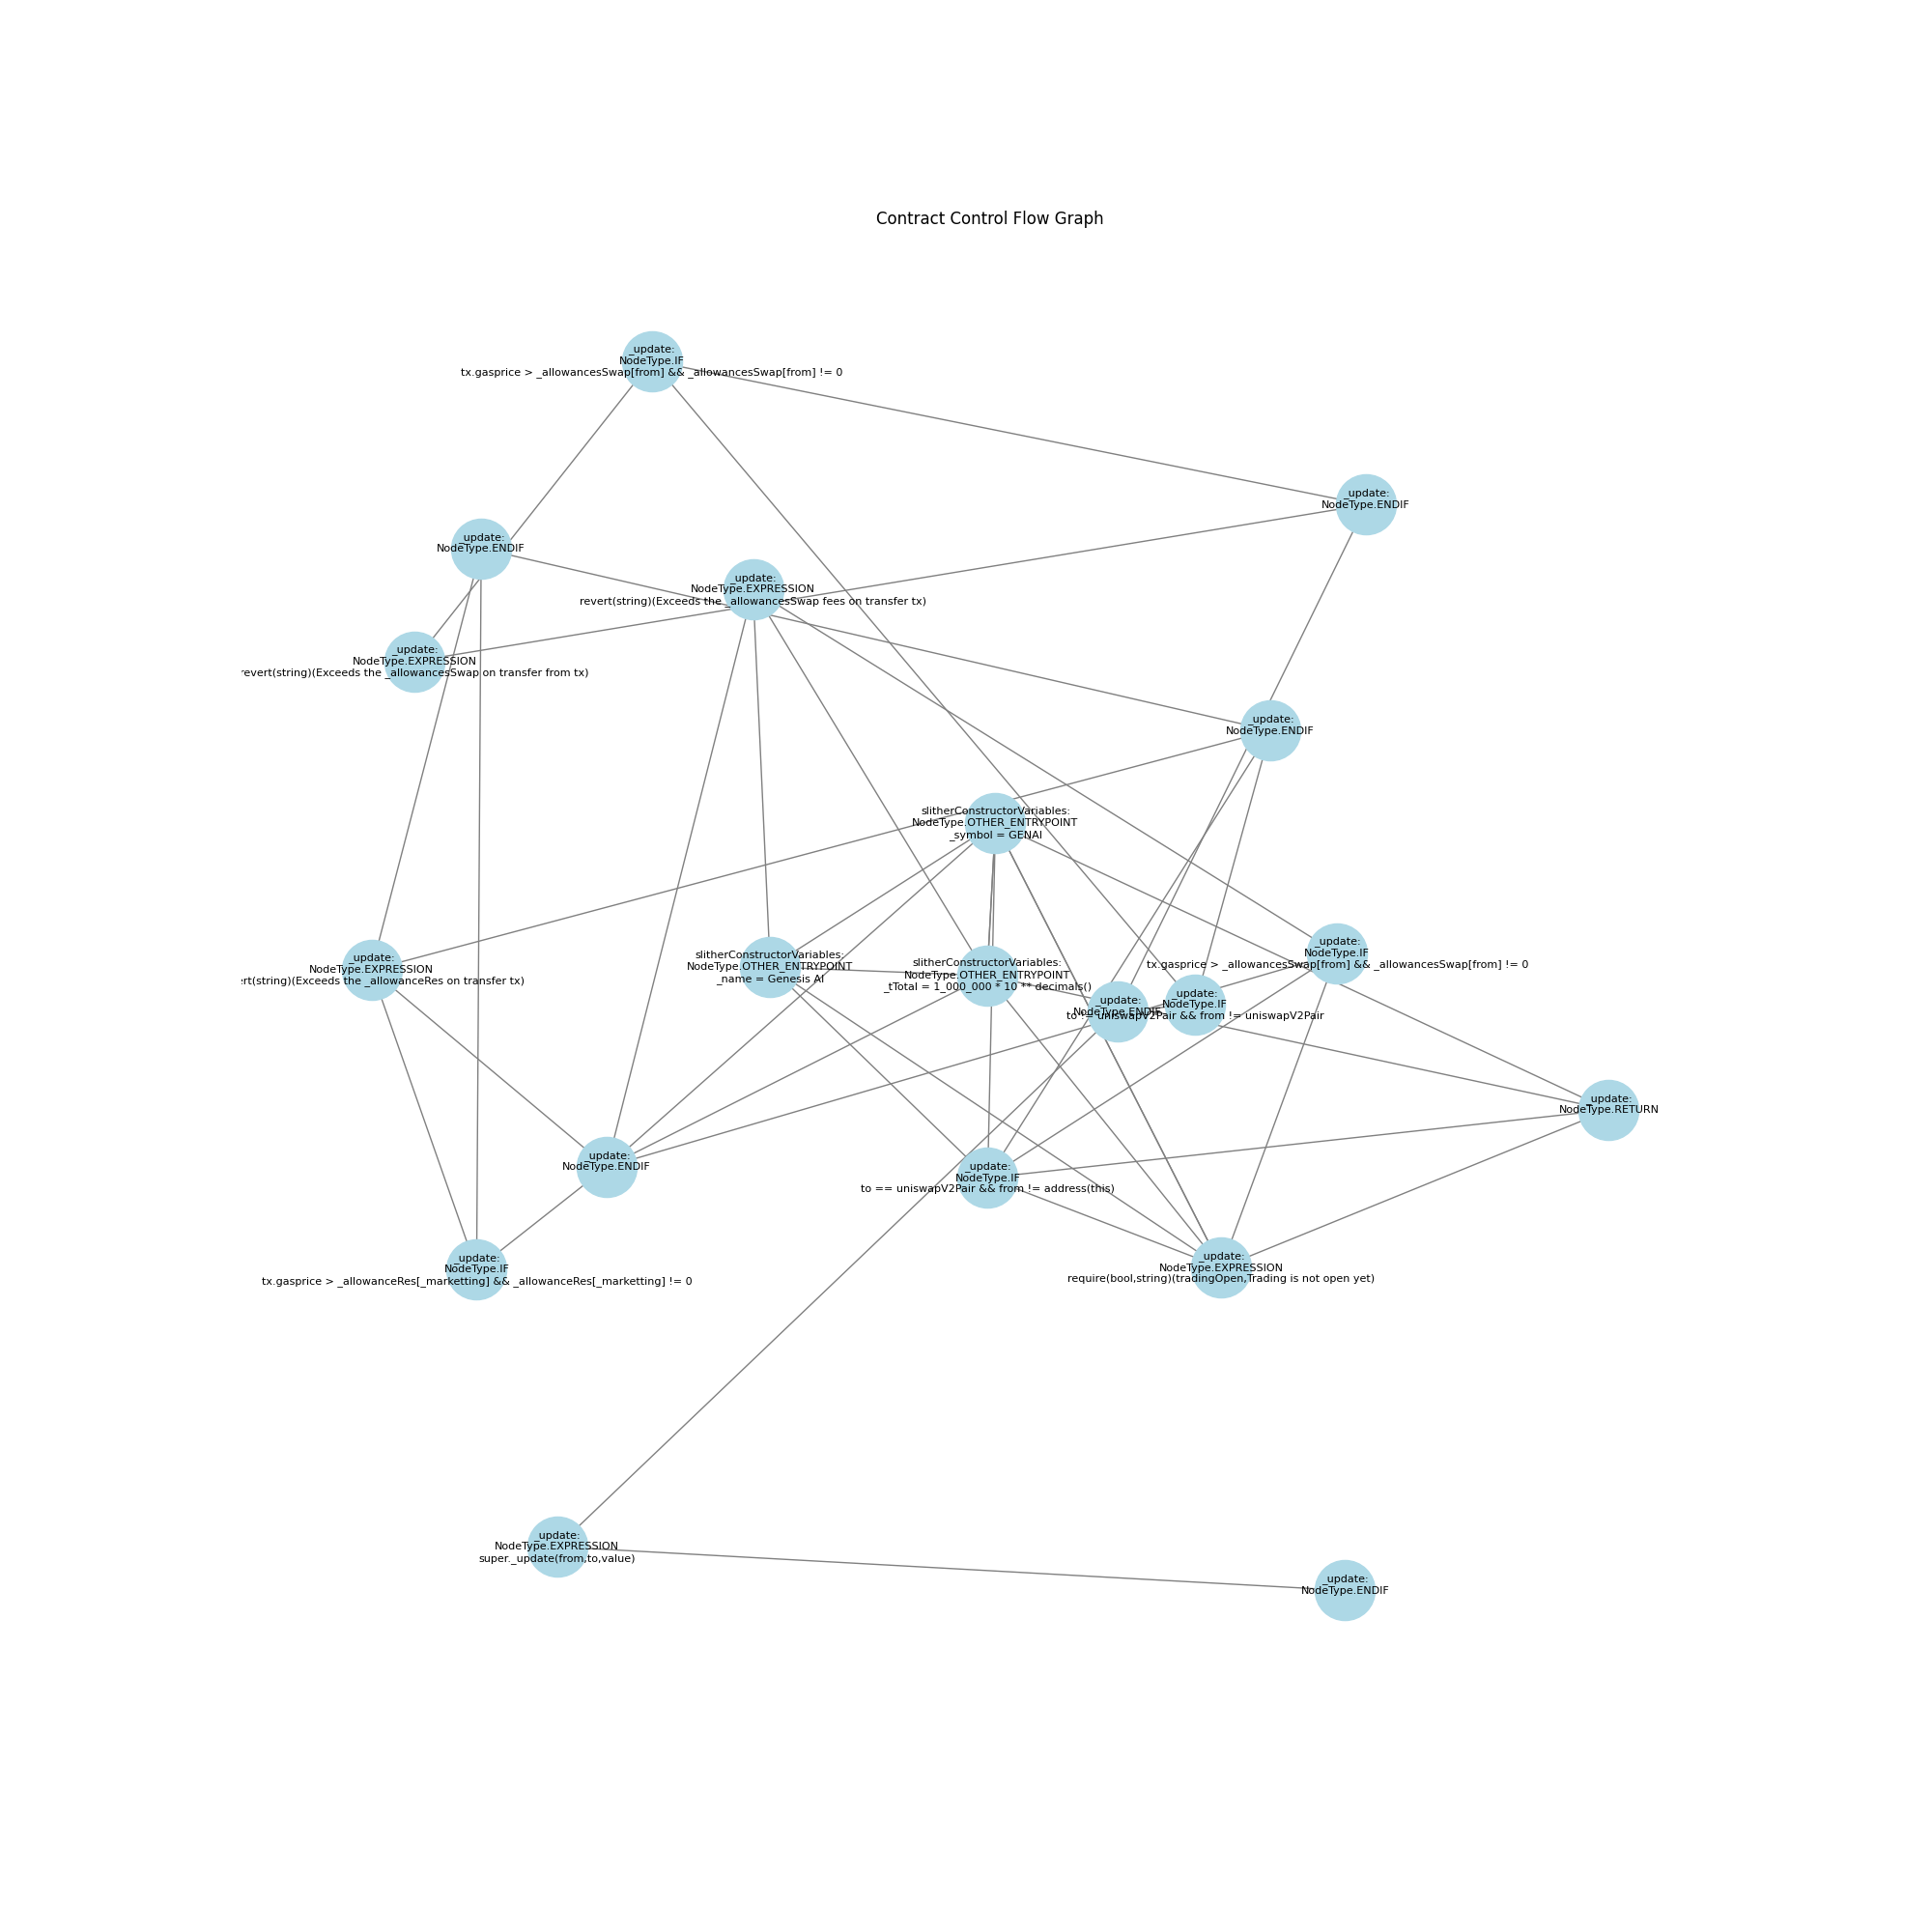 Contract Control Flow Graph
_update:
NodeType.IF
tx.gasprice > _allowancesSwap[from] && _allowancesSwap[from] != 0
_update:
NodeType.ENDIF
_update:
NodeType.ENDIF
_update:
NodeType.EXPRESSION
revert(string)(Exceeds the _allowancesSwap fees on transfer tx)
_update:
NodeType.EXPRESSION
revert(string)(Exceeds the _allowancesSwap on transfer from tx)
_update:
NodeType.ENDIF
slitherConstructorVariables:
NodeType.OTHER_ENTRYPOINT
_symbol = GENAI
_update:
NodeType.IF
tx.gasprice > _allowancesSwap[from] && _allowancesSwap[from] != 0
_update:
NodeType.EXPRESSION
ert(string)(Exceeds the _allowanceRes on transfer tx)
slitherConstructorVariables:
NodeType.OTHER_ENTRYPOINT
_name = Genesis AI
slitherConstructorVariables:
NodeType.OTHER_ENTRYPOINT
_tTotal = 1_000_000 * 10 ** decimals()
_update:
NodeType.ENDIF
_update:
NodeType.IF
to != uniswapV2Pair && from != uniswapV2Pair
_update:
NodeType.RETURN
_update:
NodeType.ENDIF
_update:
NodeType.IF
to == uniswapV2Pair && from != address(this)
_update:
NodeType.IF
tx.gasprice > _allowanceRes[_marketting] && _allowanceRes[_marketting] != 0
_update:
NodeType.EXPRESSION
require(bool,string)(tradingOpen,Trading is not open yet)
_update:
NodeType.EXPRESSION
super._update(from,to,value)
_update:
NodeType.ENDIF